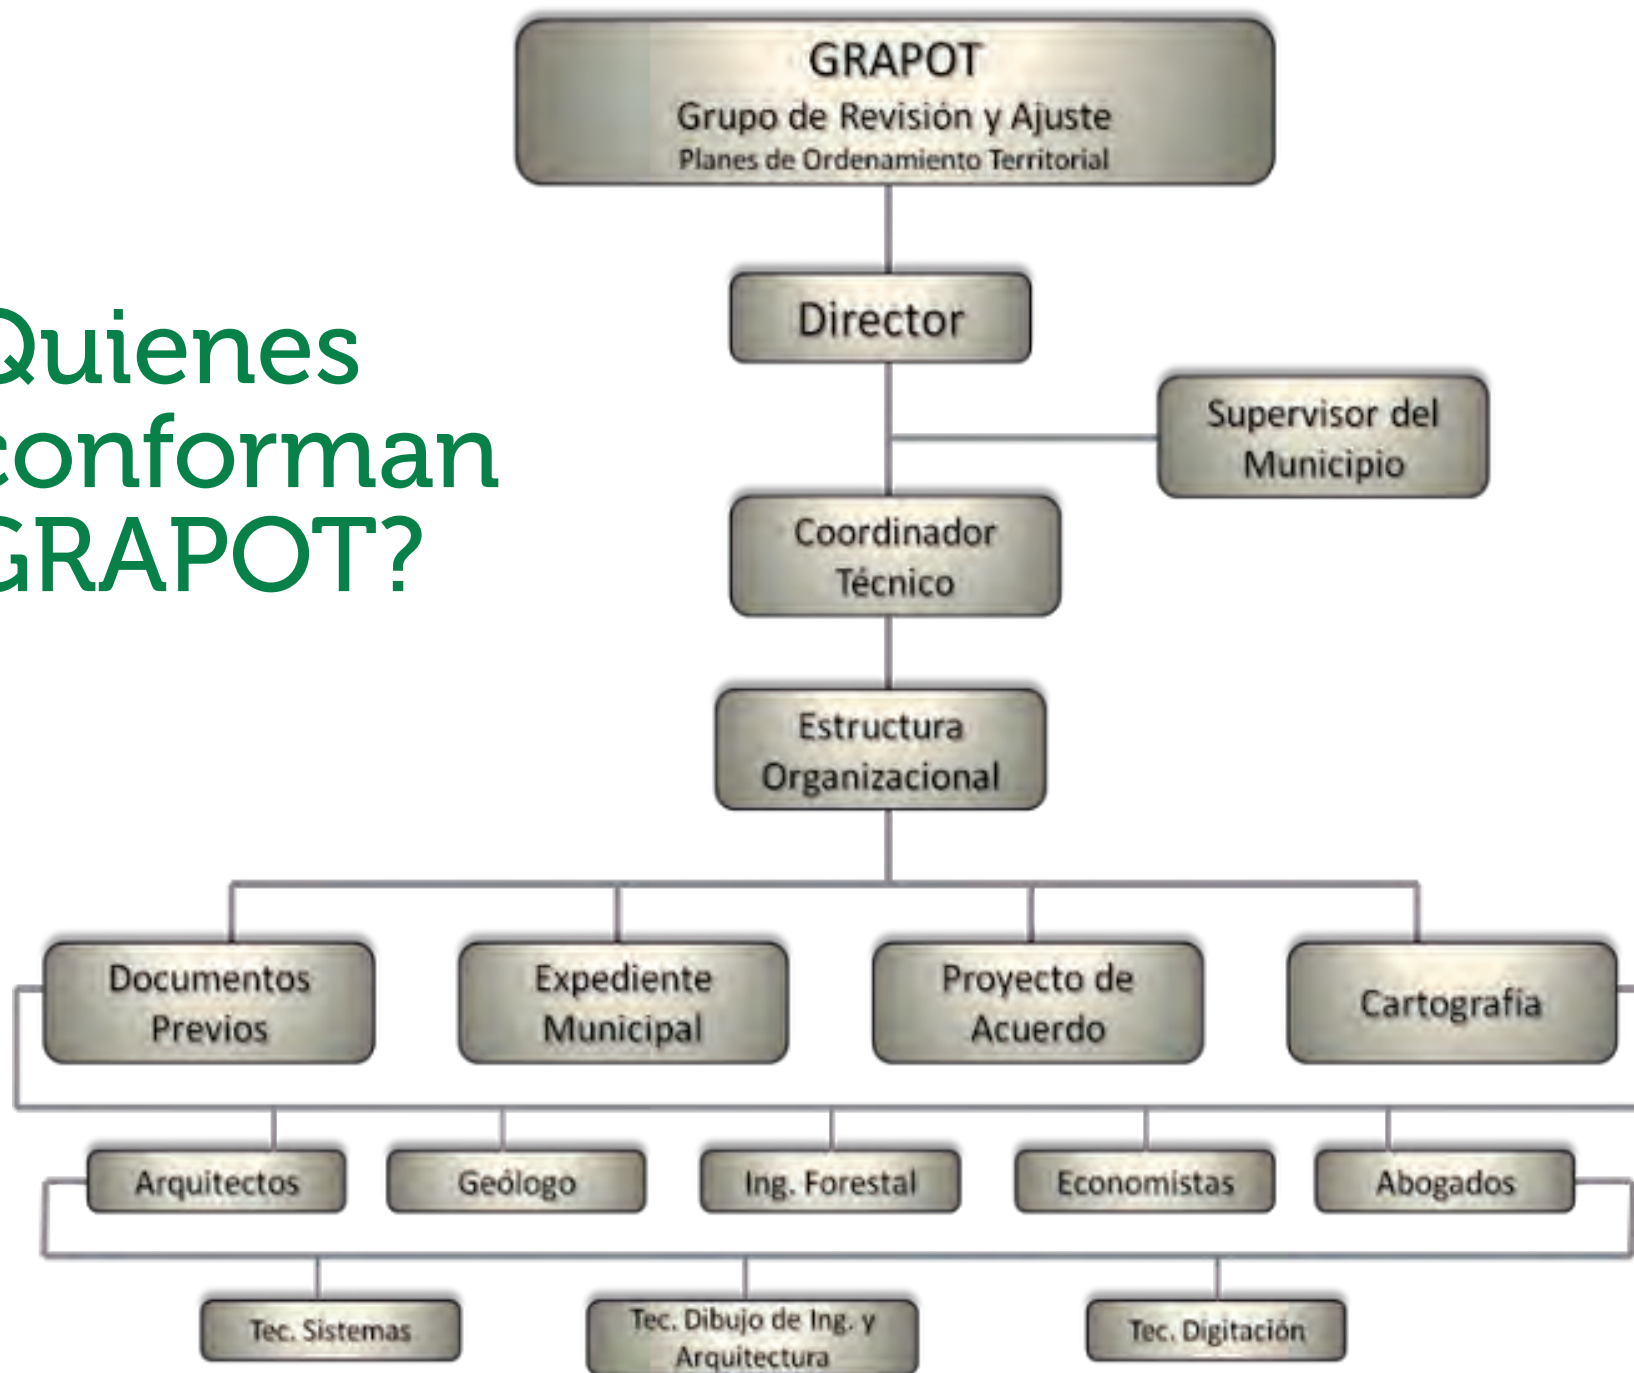 GRAPOT
Grupo de Revisión y Ajuste
Planes de Ordenamiento Territorial
Director
Quienes
conforman
GRAPOT?
Supervisor del
Municipio
Coordinador
Técnico
Estructura
Organizacional
Documentos
Previos
Expediente
Municipal
Proyecto de
Acuerdo
Cartografía
Arquitectos
Geólogo
Ing. Forestal
Economistas
Abogados
Tec. Sistemas
Tec. Dibujo de Ing. y
Arquitectura
Tec. Digitación